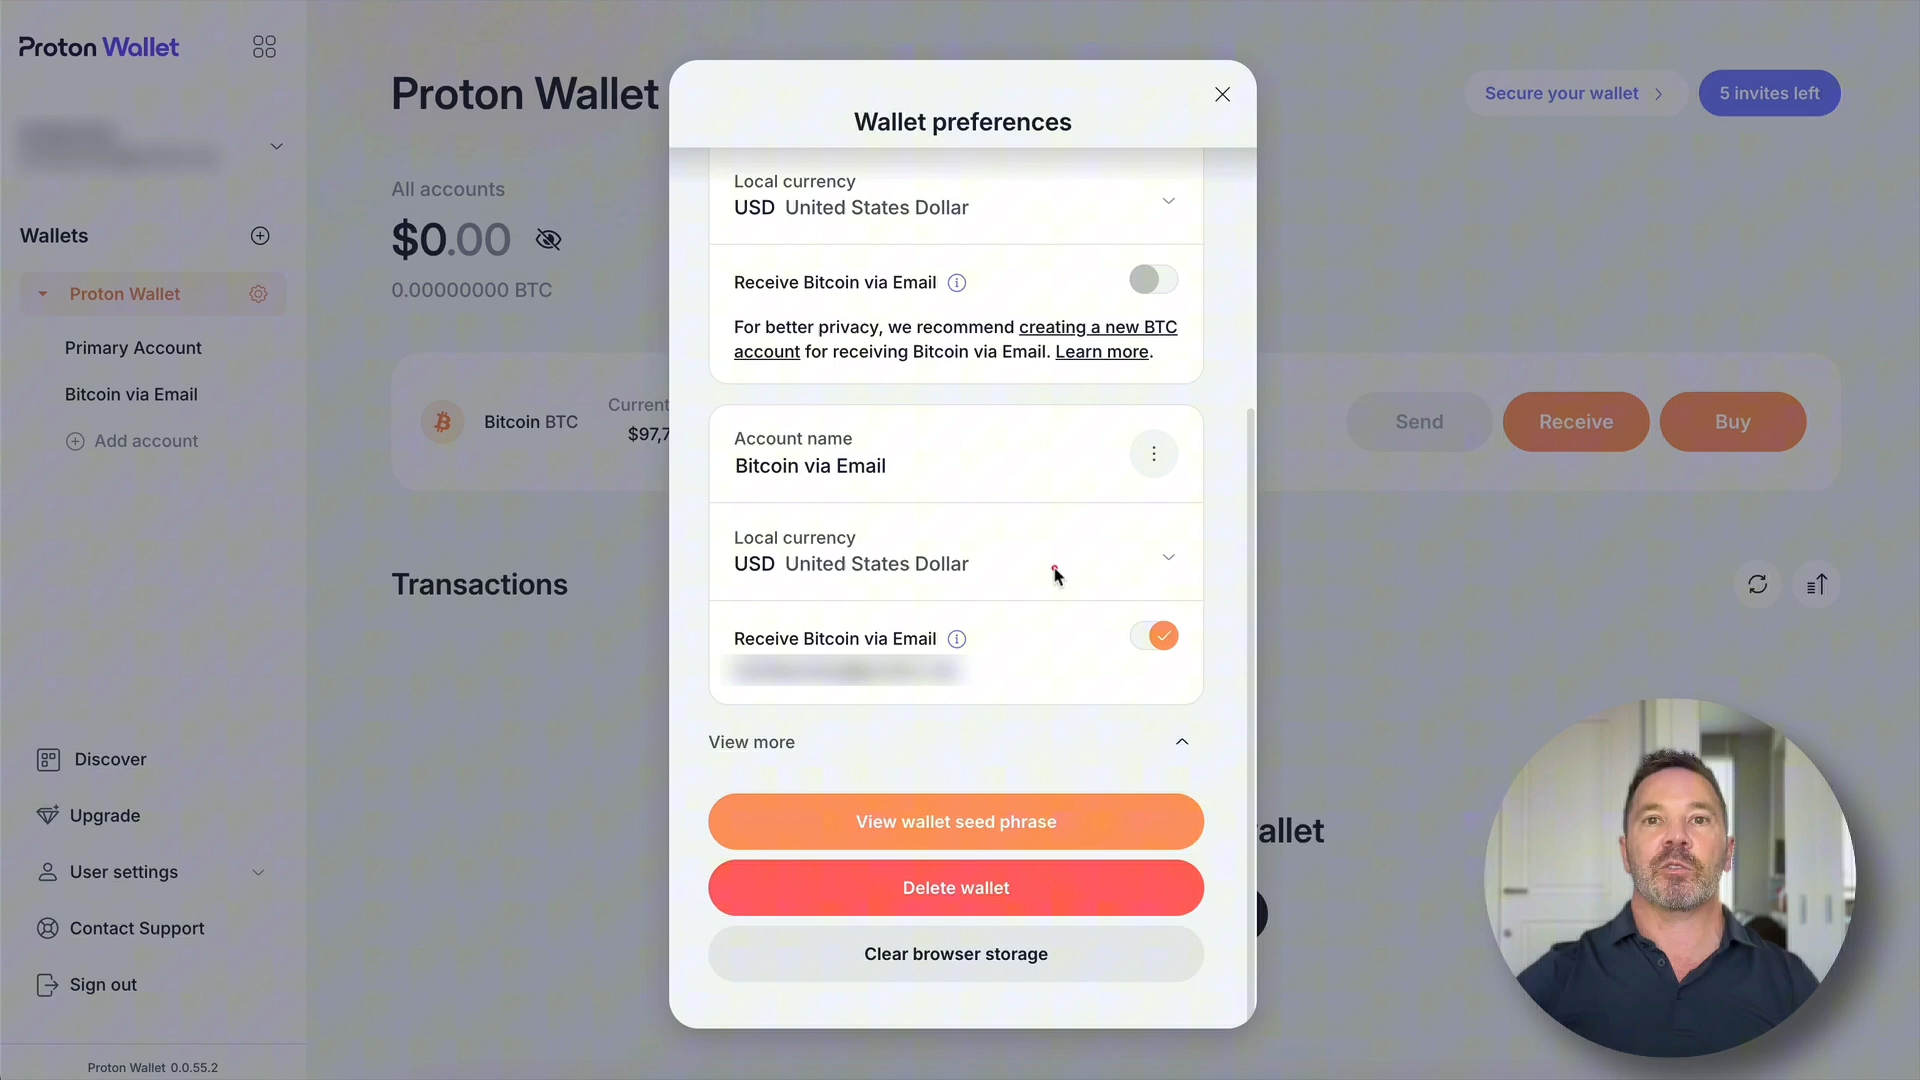 Proton Wallet
Wallets
Proton Wallet
Primary Account
Bitcoin via Email
Add account
Discover
Upgrade
User settings
Contact Support
Sign out
Proton Wallet 0.0.55.2
Proton Wallet
All accounts
$0.00
0.00000000 BTC
Bitcoin BTC
Current
$97,7
Transactions
Secure your wallet
5 invites left
Send
Receive
Buy
allet
Wallet preferences
Local currency
USD United States Dollar
Receive Bitcoin via Email
For better privacy, we recommend creating a new BTC
account for receiving Bitcoin via Email. Learn more.
Account name
Bitcoin via Email
Local currency
USD United States Dollar
Receive Bitcoin via Email
View more
View wallet seed phrase
Delete wallet
Clear browser storage